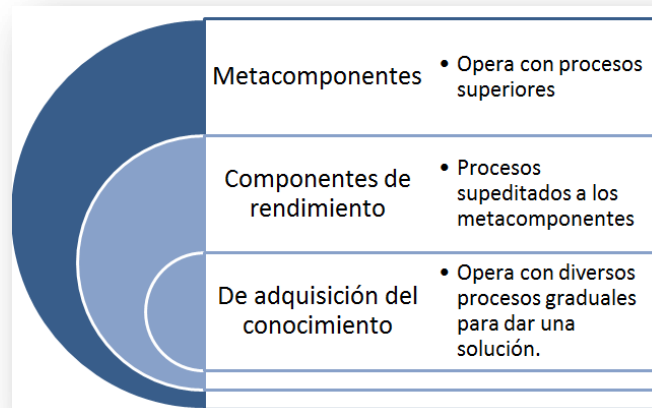 Metacomponentes
• Opera con procesos
superiores
Componentes de
rendimiento
• Procesos
supeditados a los
metacomponentes
De adquisición del
conocimiento
• Opera con diversos
procesos graduales
para dar una
solución.